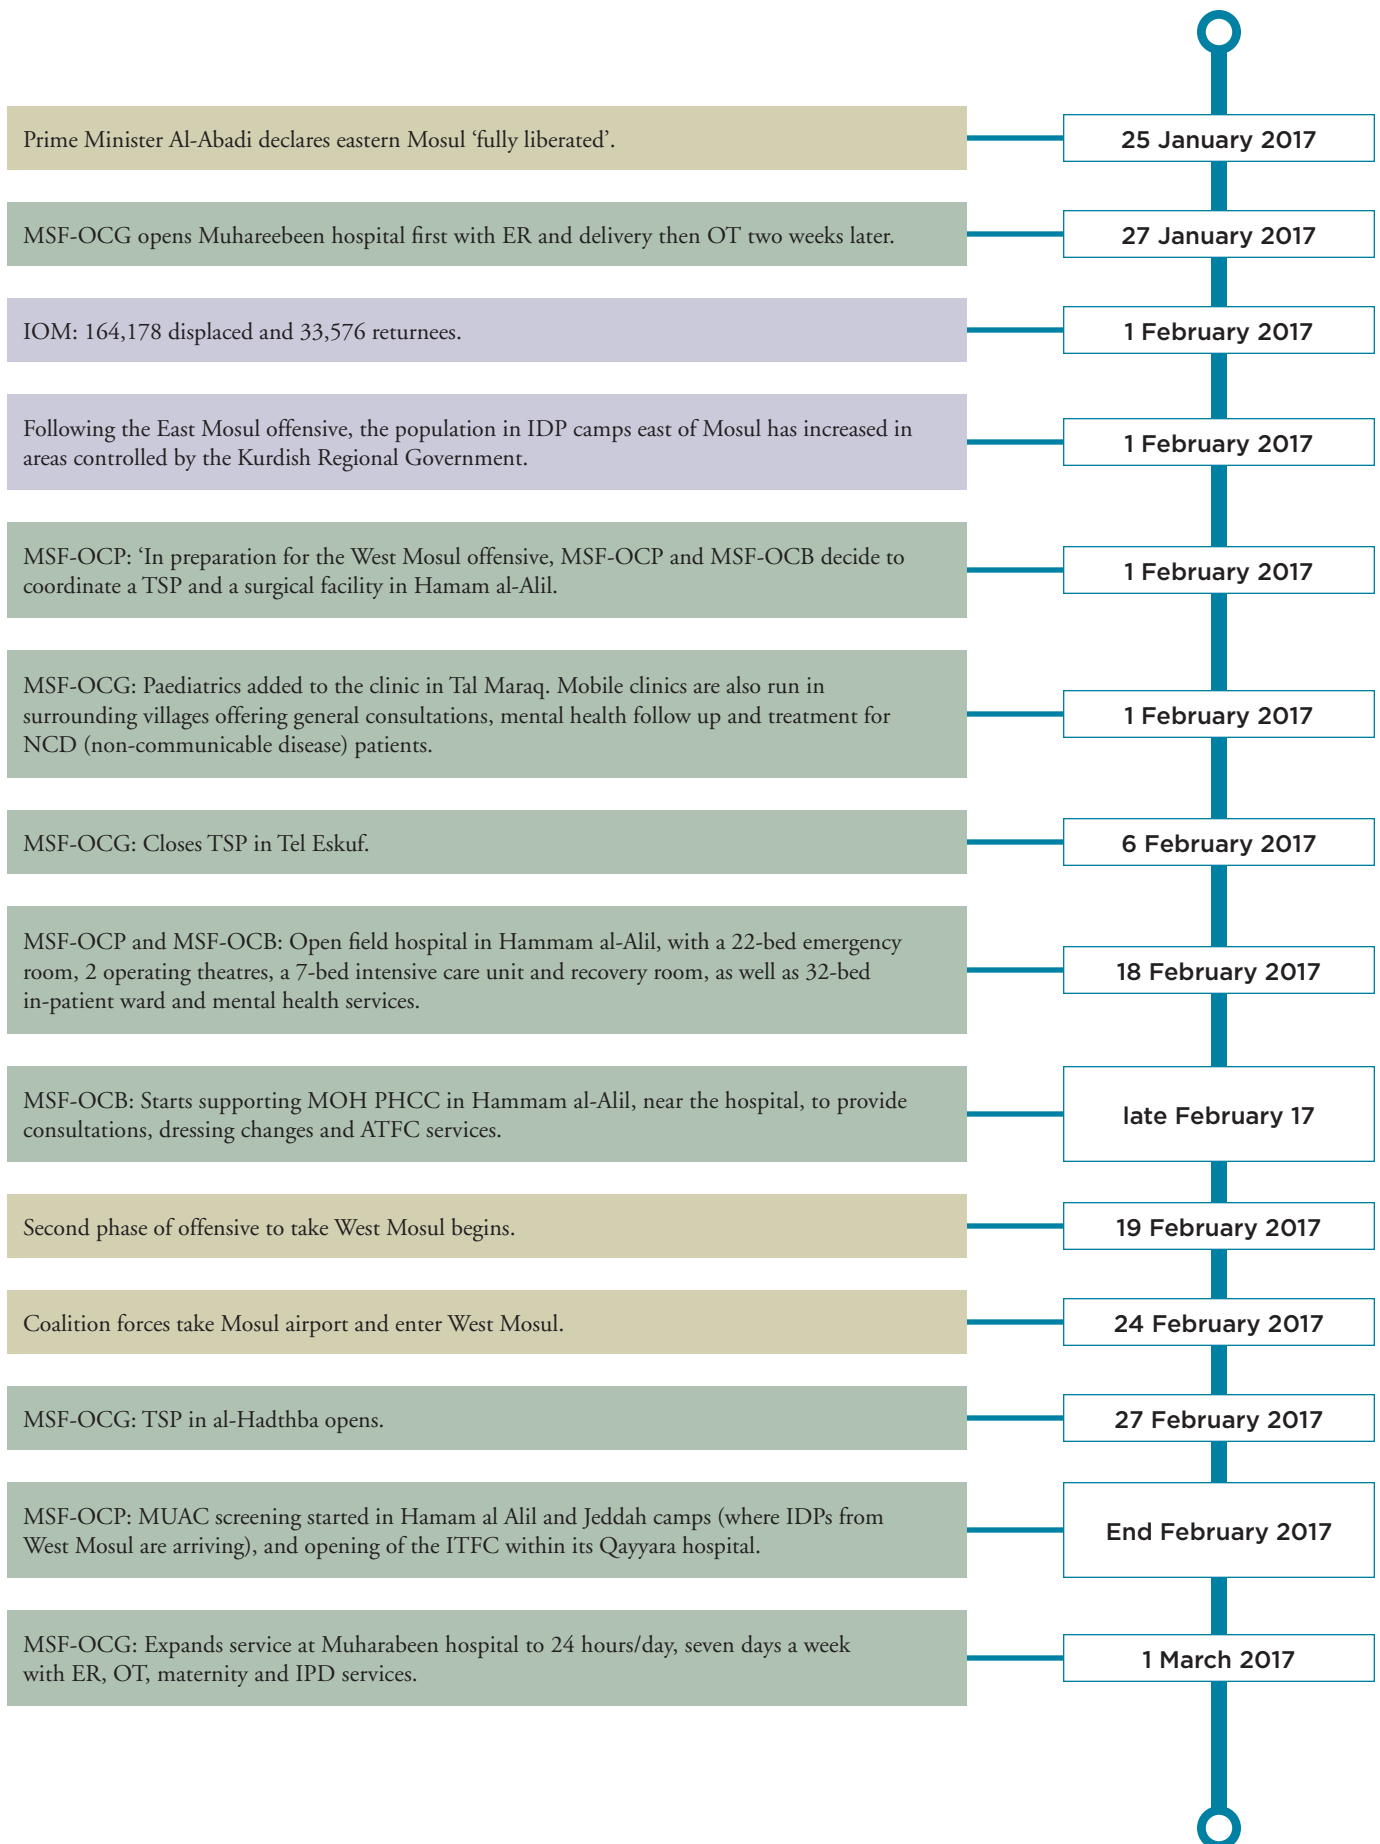 Prime Minister Al-Abadi declares eastern Mosul ‘fully liberated’.
25 January 2017
MSF-OCG opens Muhareebeen hospital first with ER and delivery then OT two weeks later.
27 January 2017
IOM: 164,178 displaced and 33,576 returnees.
1 February 2017
Following the East Mosul offensive, the population in IDP camps east of Mosul has increased in
areas controlled by the Kurdish Regional Government.
1 February 2017
MSF-OCP: ‘In preparation for the West Mosul offensive, MSF-OCP and MSF-OCB decide to
coordinate a TSP and a surgical facility in Hamam al-Alil.
1 February 2017
MSF-OCG: Paediatrics added to the clinic in Tal Maraq. Mobile clinics are also run in
surrounding villages offering general consultations, mental health follow up and treatment for
NCD (non-communicable disease) patients.
1 February 2017
MSF-OCG: Closes TSP in Tel Eskuf.
6 February 2017
MSF-OCP and MSF-OCB: Open field hospital in Hammam al-Alil, with a 22-bed emergency
room, 2 operating theatres, a 7-bed intensive care unit and recovery room, as well as 32-bed
in-patient ward and mental health services.
18 February 2017
MSF-OCB: Starts supporting MOH PHCC in Hammam al-Alil, near the hospital, to provide
consultations, dressing changes and ATFC services.
late February 17
Second phase of offensive to take West Mosul begins.
19 February 2017
Coalition forces take Mosul airport and enter West Mosul.
24 February 2017
MSF-OCG: TSP in al-Hadthba opens.
27 February 2017
MSF-OCP: MUAC screening started in Hamam al Alil and Jeddah camps (where IDPs from
West Mosul are arriving), and opening of the ITFC within its Qayyara hospital.
End February 2017
MSF-OCG: Expands service at Muharabeen hospital to 24 hours/day, seven days a week
with ER, OT, maternity and IPD services.
1 March 2017